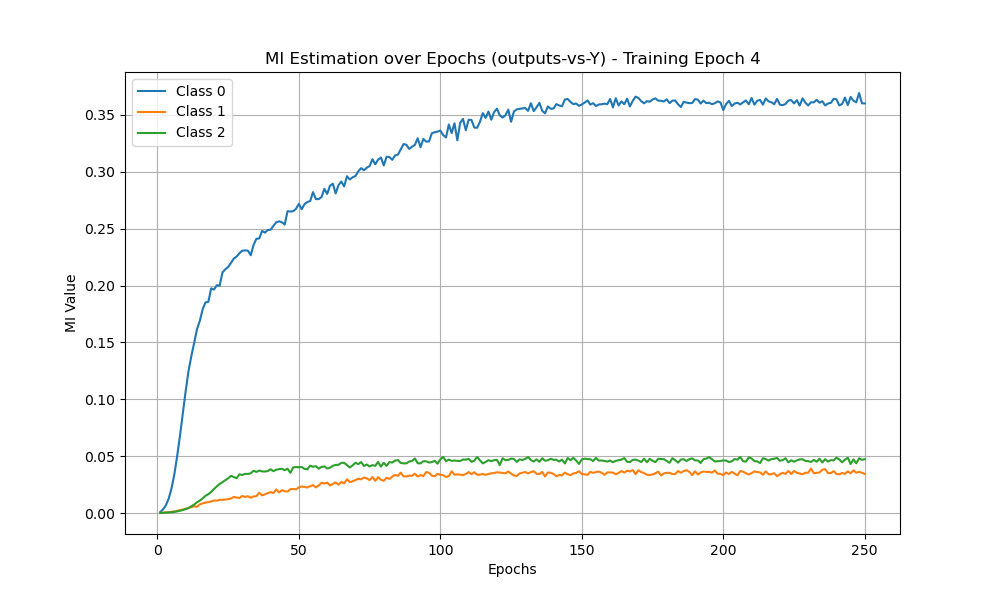 MI Estimation over Epochs (outputs-vs-Y) - Training Epoch 4
Class 0
Class 1
Class 2
0.35
0.30
0.25
0.20
0.15
0.10
0.05
0.00
MI Value
0 50 100 150 200 250
Epochs